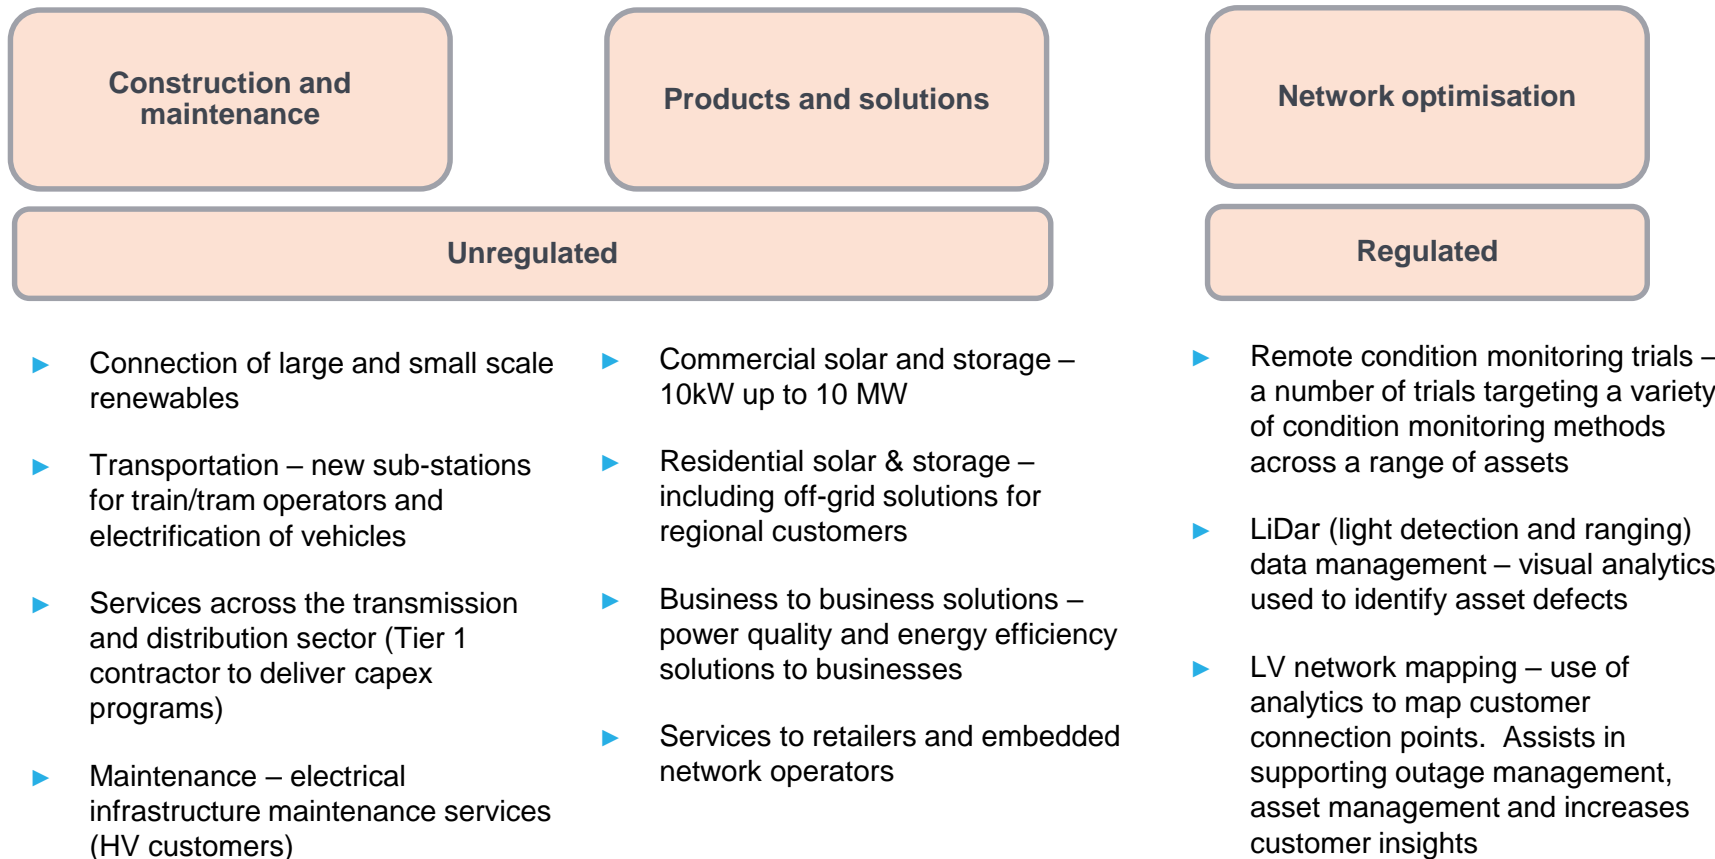 Construction and
maintenance
Products and solutions
Network optimisation
Unregulated
Regulated
► Connection of large and small scale
renewables
► Transportation – new sub-stations
for train/tram operators and
electrification of vehicles
► Services across the transmission
and distribution sector (Tier 1
contractor to deliver capex
programs)
► Maintenance – electrical
infrastructure maintenance services
(HV customers)
► Commercial solar and storage –
10kW up to 10 MW
► Residential solar & storage –
including off-grid solutions for
regional customers
► Business to business solutions –
power quality and energy efficiency
solutions to businesses
► Services to retailers and embedded
network operators
► Remote condition monitoring trials –
a number of trials targeting a variety
of condition monitoring methods
across a range of assets
► LiDar (light detection and ranging)
data management – visual analytics
used to identify asset defects
► LV network mapping – use of
analytics to map customer
connection points.  Assists in
supporting outage management,
asset management and increases
customer insights